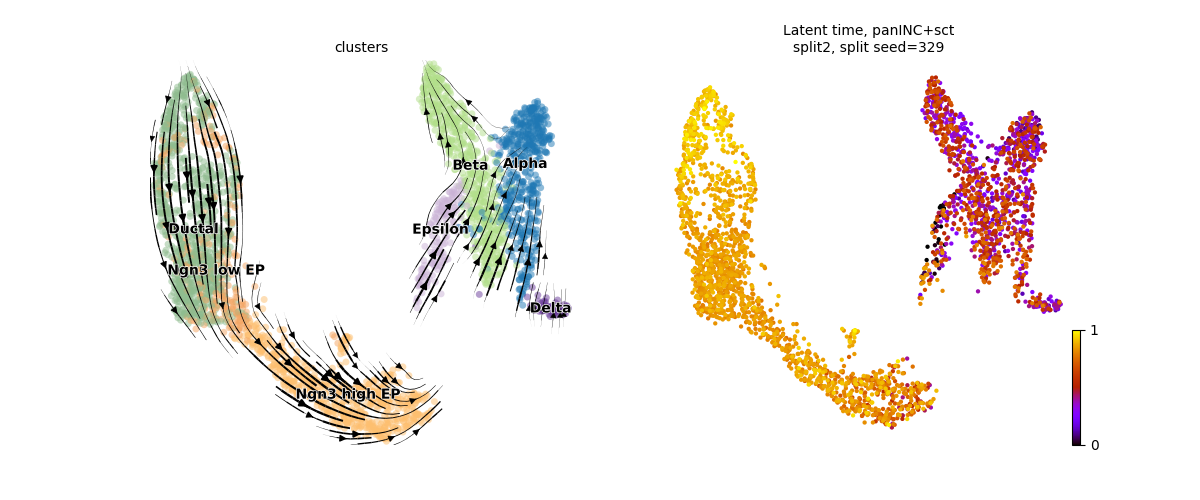 clusters
Latent time, panINC+sct
split2, split seed=329
Beta
Alpha
Ductal
Epsilon
Ngn3 low EP
Delta
Ngn3 high EP
1
0